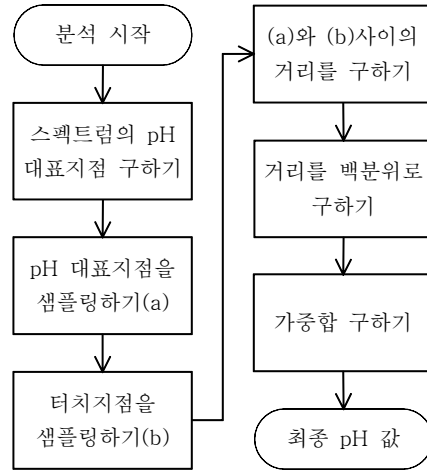 분석 시작
스펙트럼의 pH
대표지점 구하기
pH 대표지점을
샘플링하기(a)
터치지점을
샘플링하기(b)
(a)와 (b)사이의
거리를 구하기
거리를 백분위로
구하기
가중합 구하기
최종 pH 값